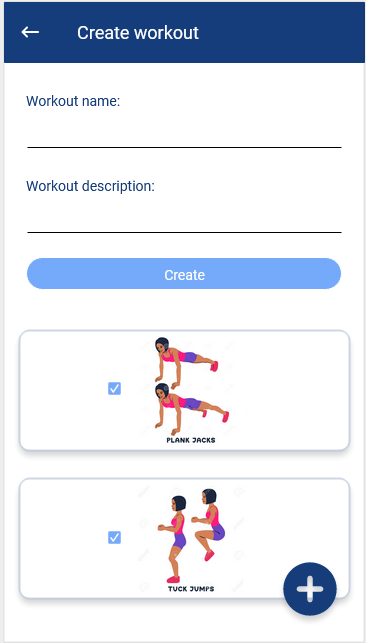 Create workout
Workout name:
Workout description:
Create
PLANK JACKS
TUCK JUMPS